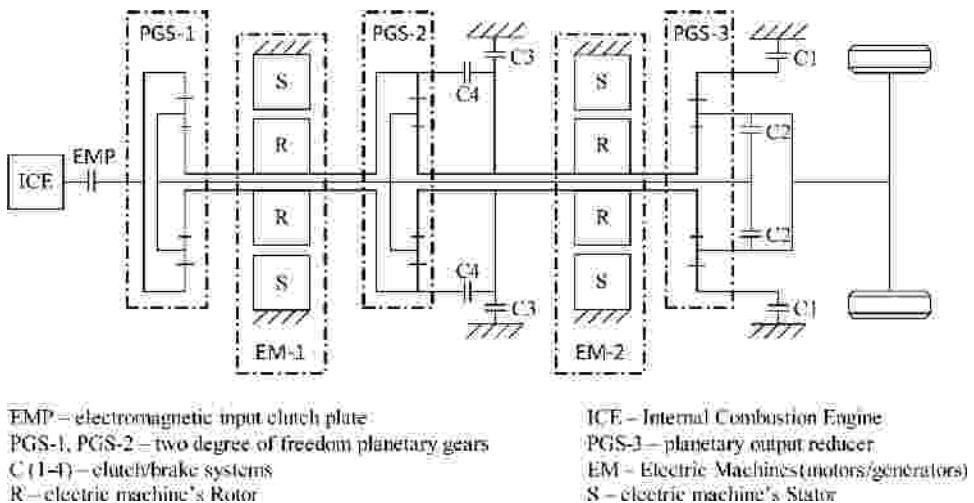 PGS-1
PGS-2
PGS-3
C3
C1
S
S
C4
EMP
R
R
C2
ICE
R
R
C2
S
S
C4
C3
C1
EM-1
EM-2
EMP – electromagnetic input clutch plate
PGS-1, PGS-2 – two degree of freedom planetary gears
C (1-4) – clutch/brake systems
R – electric machine's Rotor
ICE – Internal Combustion Engine
PGS-3 – planetary output reducer
EM – Electric Machines(motors/generators)
S – electric machine's Stator